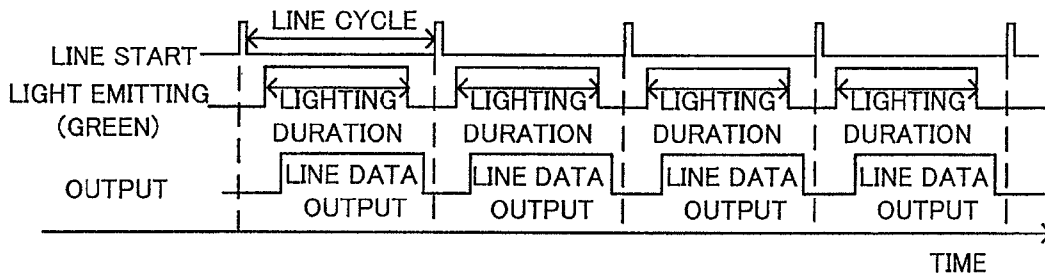 LINE CYCLE
LINE START
LIGHT EMITTING
(GREEN)
LIGHTING LIGHTING LIGHTING LIGHTING
DURATION DURATION DURATION DURATION
OUTPUT
LINE DATA LINE DATA LINE DATA LINE DATA
OUTPUT OUTPUT OUTPUT OUTPUT
TIME